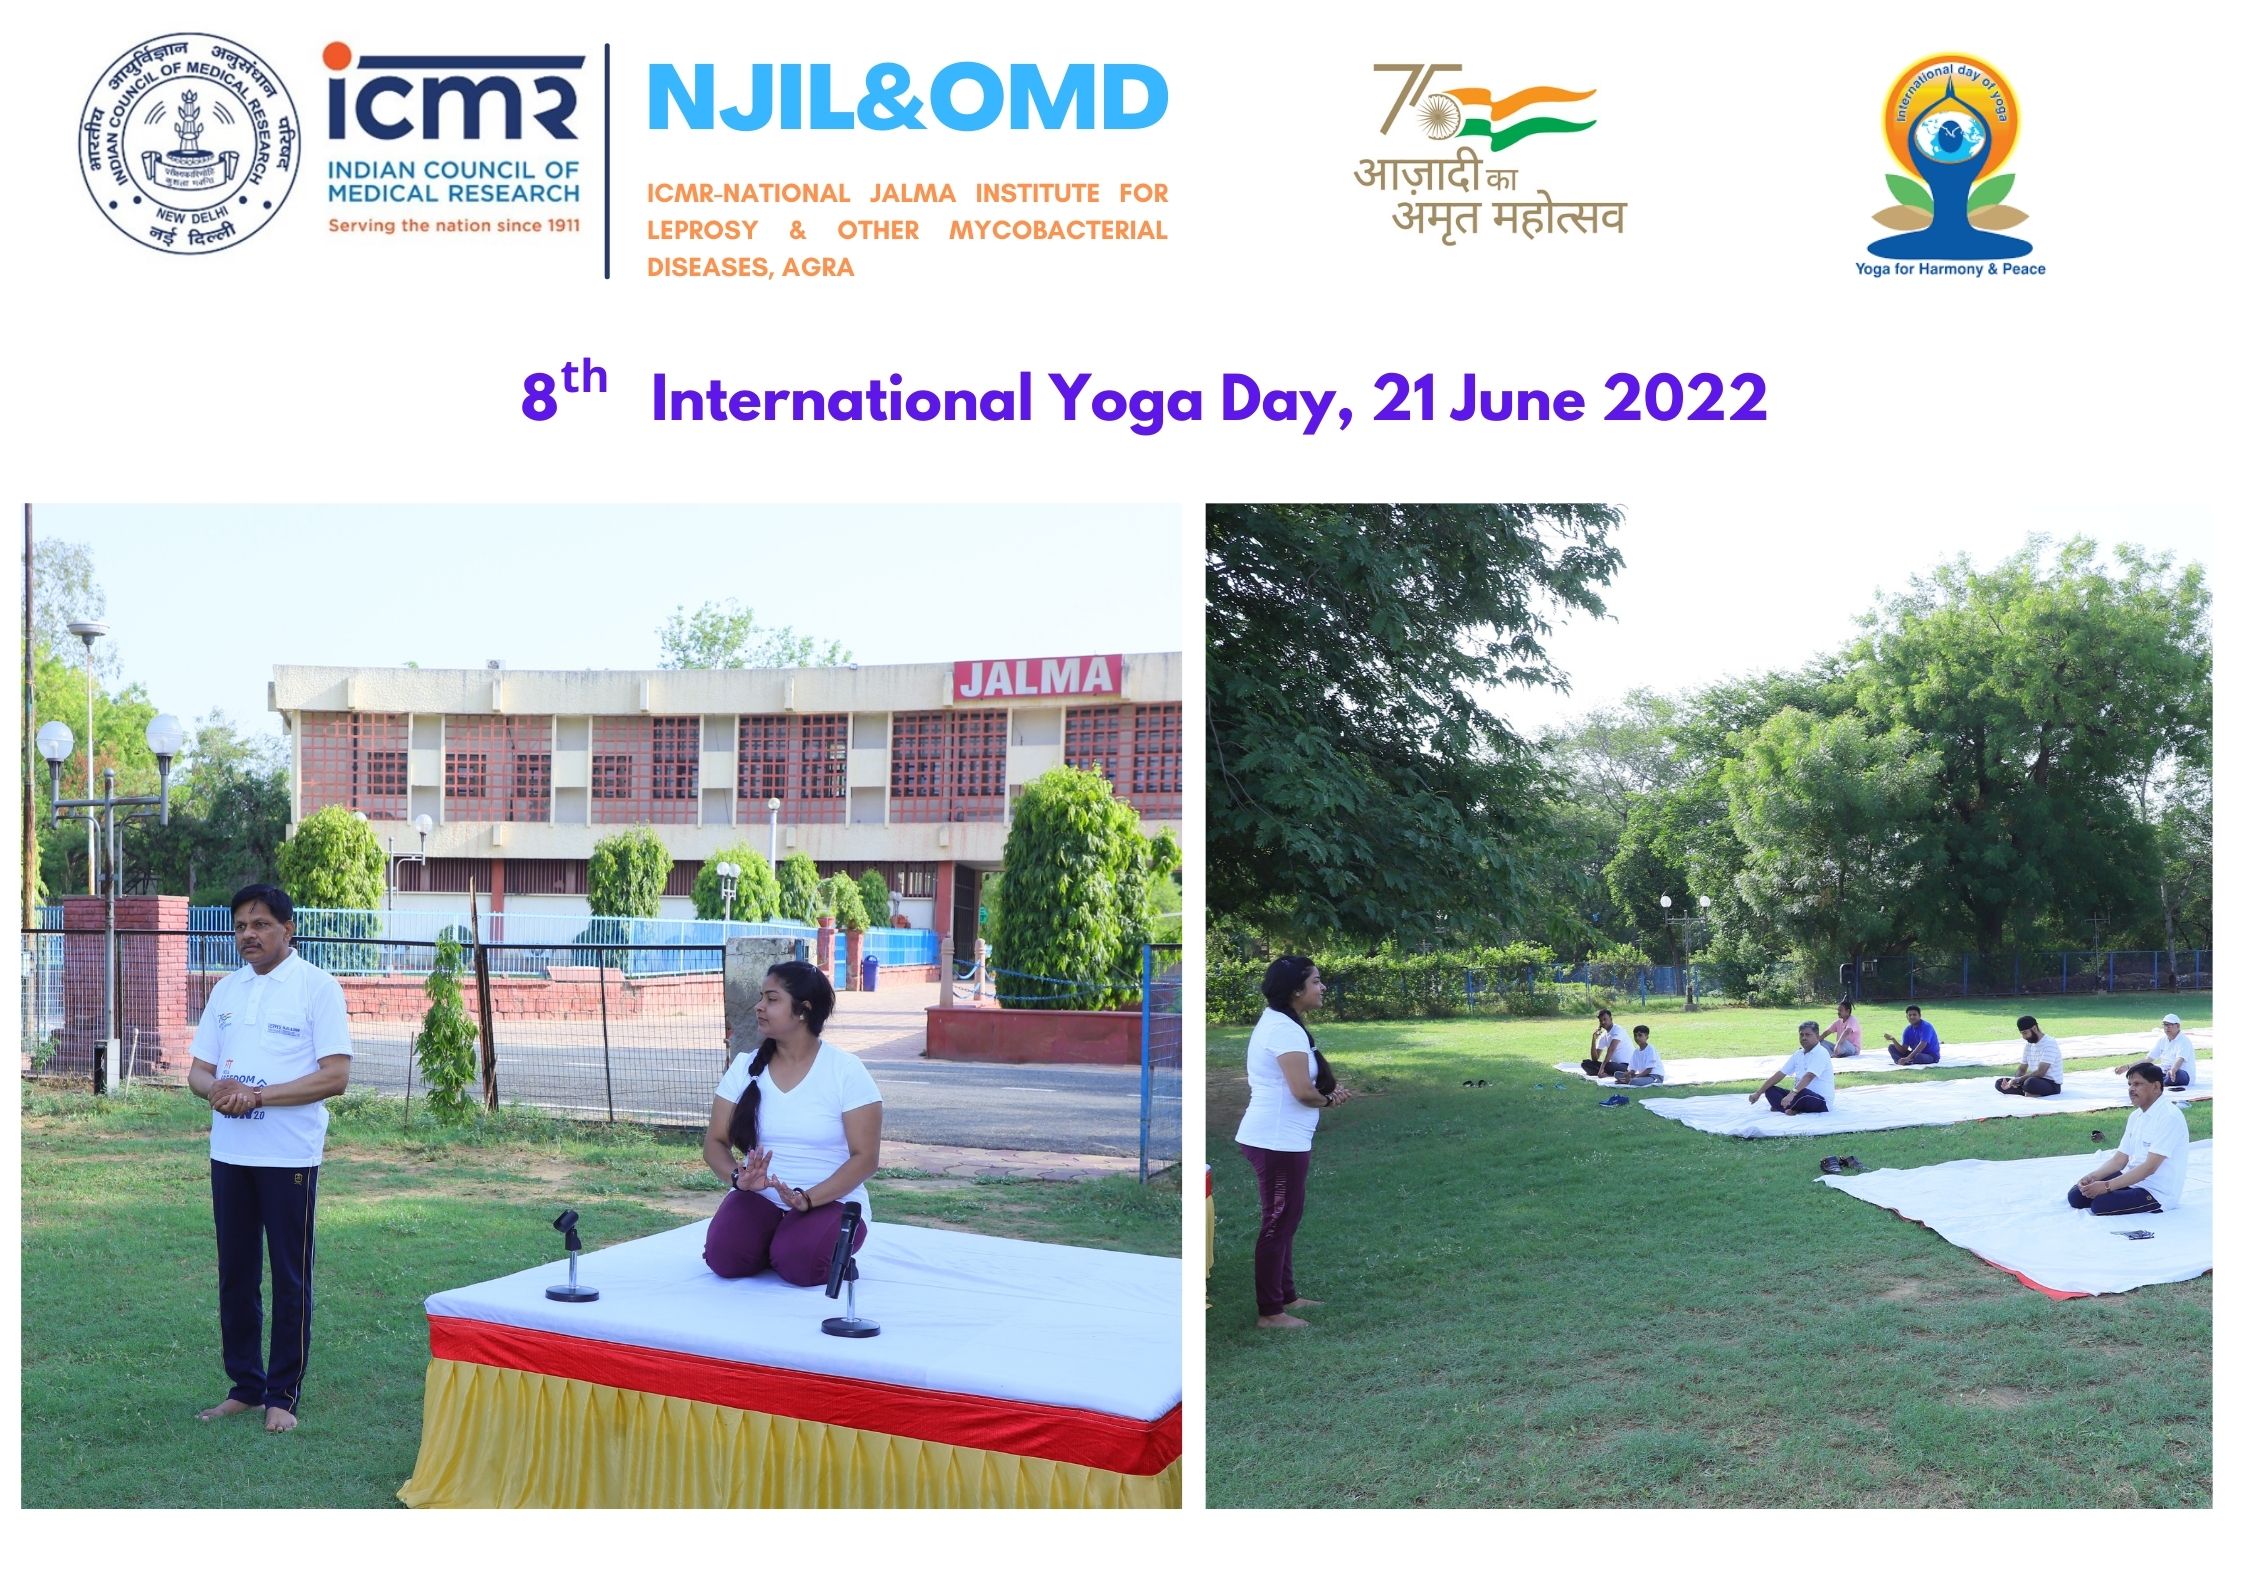 भारतीय आयुर्विज्ञान अनुसंधान परिषद
INDIAN COUNCIL OF MEDICAL RESEARCH
NEW DELHI
नई दिल्ली
icmr
INDIAN COUNCIL OF
MEDICAL RESEARCH
Serving the nation since 1911
NJIL&OMD
ICMR-NATIONAL JALMA INSTITUTE FOR
LEPROSY & OTHER MYCOBACTERIAL
DISEASES, AGRA
75
आज़ादी का
अमृत महोत्सव
International day of yoga
Yoga for Harmony & Peace
8th International Yoga Day, 21 June 2022
JALMA